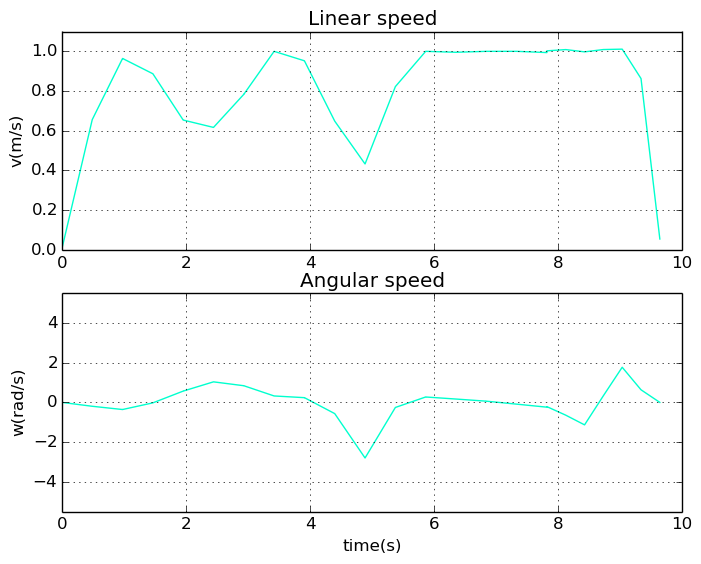 Linear speed
1.0
0.8
0.6
0.4
0.2
0.0
v(m/s)
0 2 4 6 8 10
Angular speed
4
2
0
−2
−4
w(rad/s)
0 2 4 6 8 10
time(s)